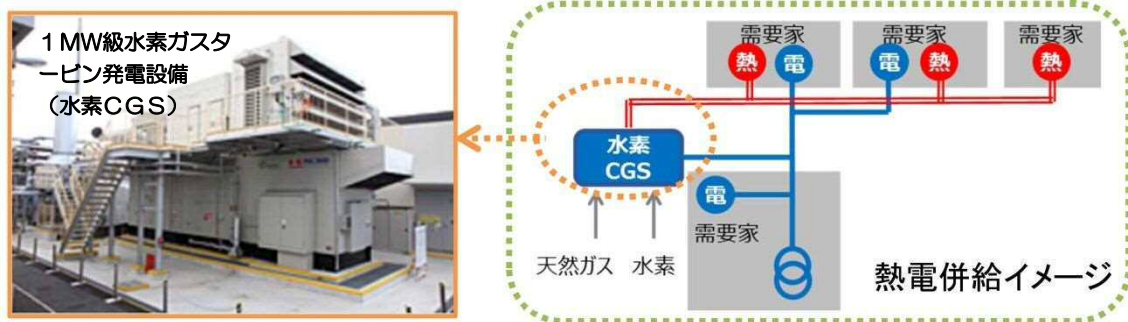 １MW級水素ガスタ
ービン発電設備
（水素ＣＧＳ）
需要家
熱
電
需要家
電
熱
需要家
熱
水素
CGS
電
需要家
天然ガス
水素
熱電併給イメージ